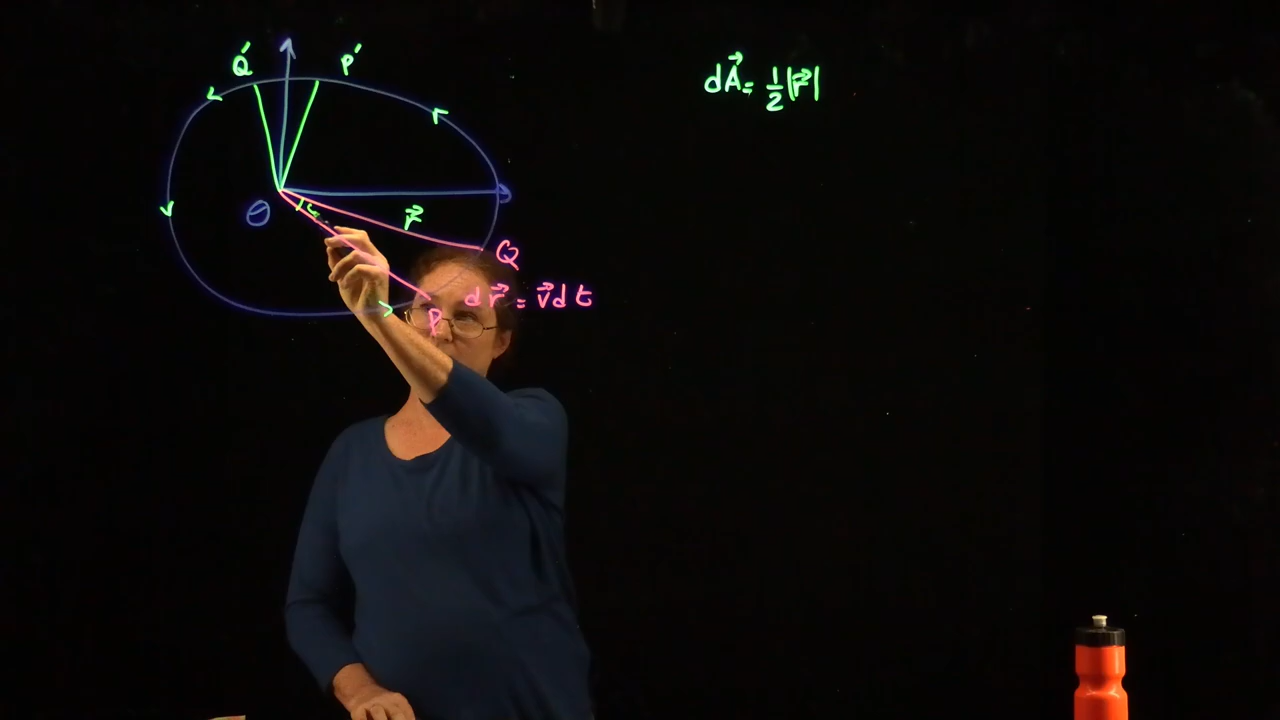 Q́ Ṕ
dA⃗ = 1/2 |r⃗|
O
r⃗
Q
dr⃗ = v⃗dt
P